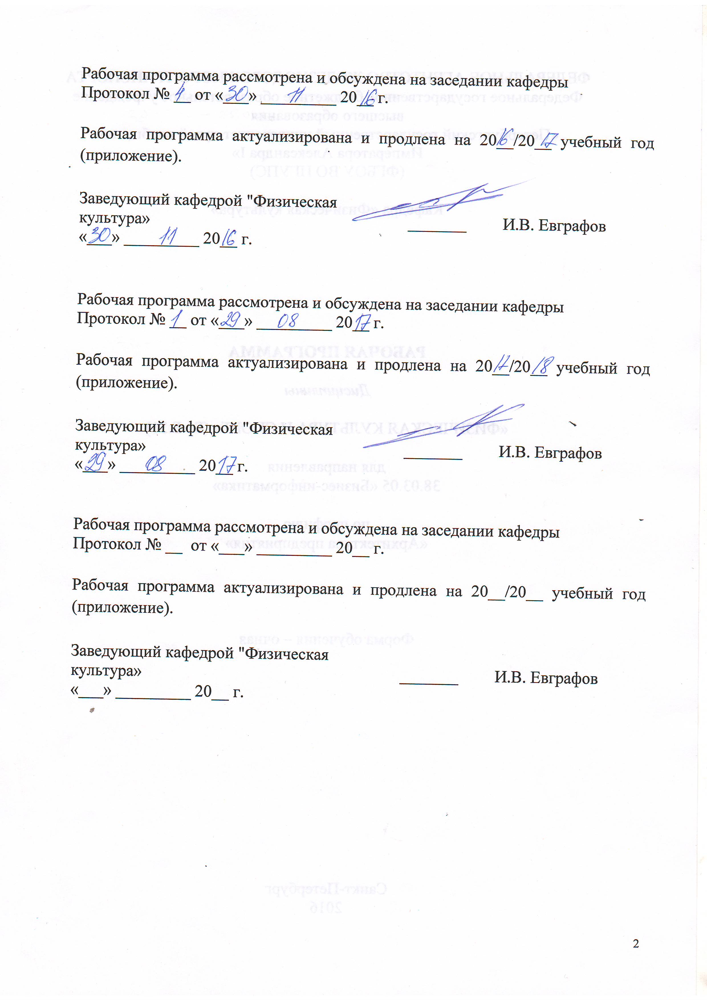 Рабочая программа рассмотрена и обсуждена на заседании кафедры
Протокол № 4 от «30» 11 2016 г.
Рабочая программа актуализирована и продлена на 2016/2017 учебный год
(приложение).
Заведующий кафедрой "Физическая
культура»
________ И.В. Евграфов
«30» 11 2016 г.
Рабочая программа рассмотрена и обсуждена на заседании кафедры
Протокол № 1 от «29» 08 2017 г.
Рабочая программа актуализирована и продлена на 2017/2018 учебный год
(приложение).
Заведующий кафедрой "Физическая
культура»
________ И.В. Евграфов
«29» 08 2017 г.
Рабочая программа рассмотрена и обсуждена на заседании кафедры
Протокол № __ от «___» _________ 20__ г.
Рабочая программа актуализирована и продлена на 20__/20__ учебный год
(приложение).
Заведующий кафедрой "Физическая
культура»
_______ И.В. Евграфов
«___» _________ 20__ г.
2